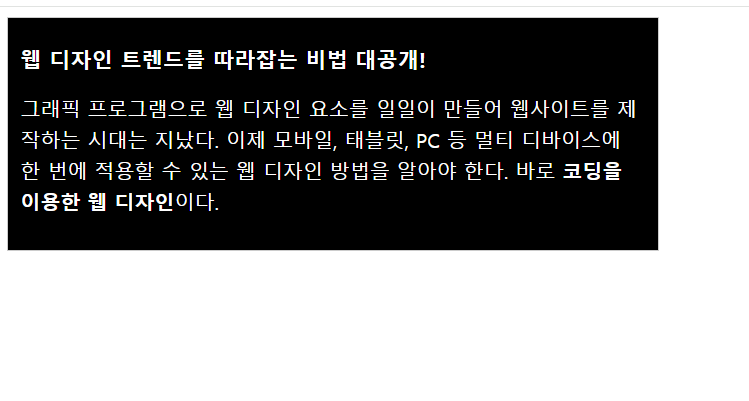 웹 디자인 트렌드를 따라잡는 비법 대공개!
그래픽 프로그램으로 웹 디자인 요소를 일일이 만들어 웹사이트를 제
작하는 시대는 지났다. 이제 모바일, 태블릿, PC 등 멀티 디바이스에
한 번에 적용할 수 있는 웹 디자인 방법을 알아야 한다. 바로 코딩을
이용한 웹 디자인이다.